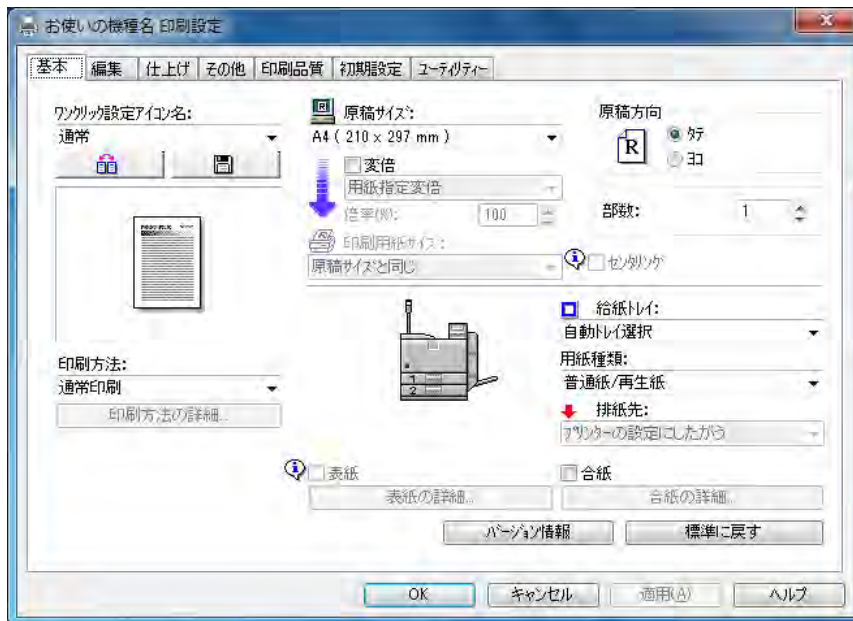 お使いの機種名 印刷設定
基本 編集 仕上げ その他 印刷品質 初期設定 ユーティリティー
ワンクリック設定アイコン名:
通常
原稿サイズ:
A4 ( 210 x 297 mm )
変倍
用紙指定変倍
倍率(%): 100
印刷用紙サイズ:
原稿サイズと同じ
原稿方向
R
タテ
ヨコ
部数: 1
センタリング
印刷方法:
通常印刷
印刷方法の詳細...
1
2
給紙トレイ:
自動トレイ選択
用紙種類:
普通紙/再生紙
排紙先:
プリンターの設定にしたがう
表紙
表紙の詳細...
合紙
合紙の詳細...
バージョン情報 標準に戻す
OK キャンセル 適用(A) ヘルプ